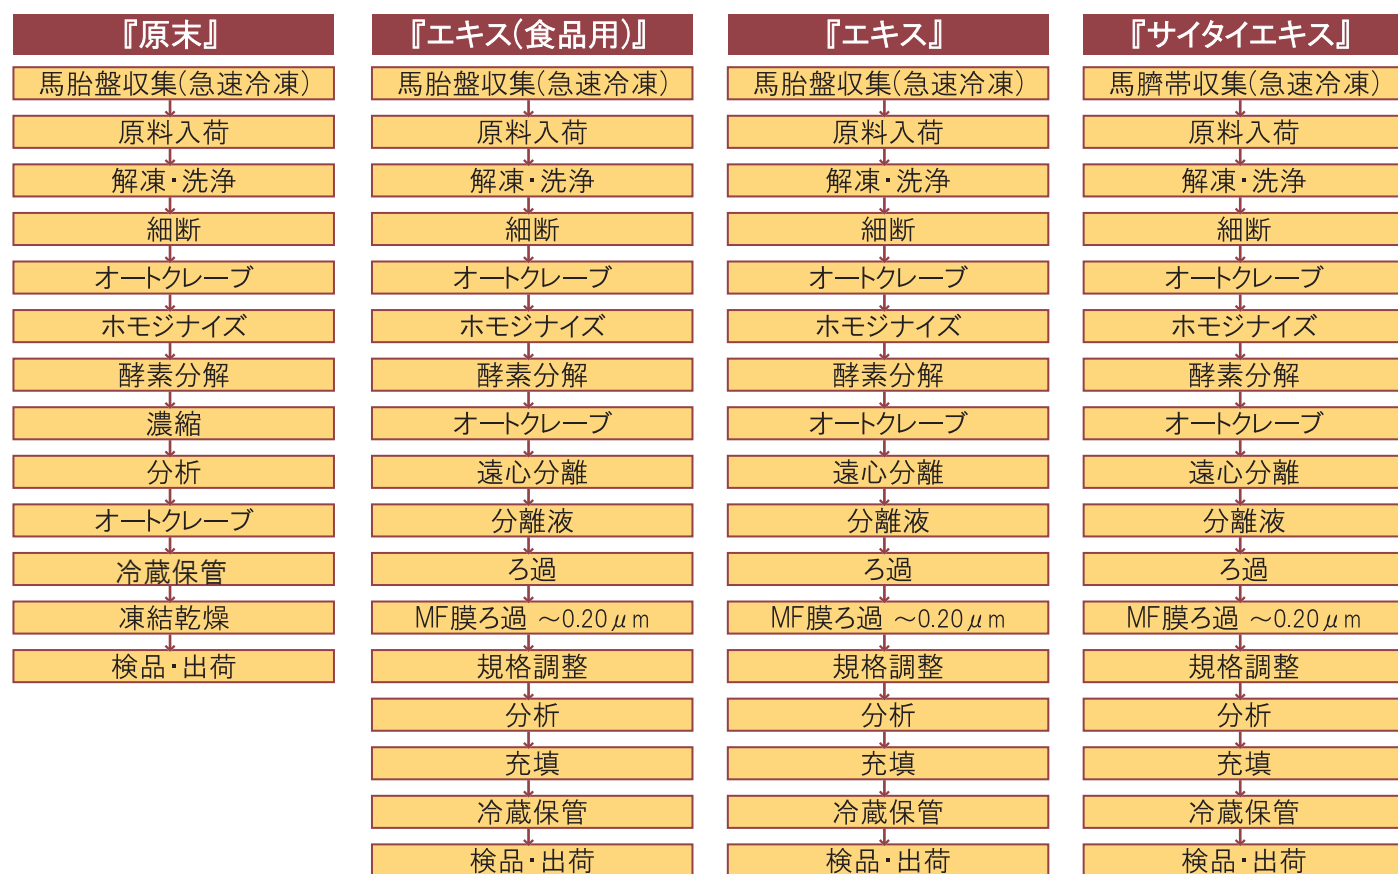 『原末』
馬胎盤収集(急速冷凍)
原料入荷
解凍・洗浄
細断
オートクレーブ
ホモジナイズ
酵素分解
濃縮
分析
オートクレーブ
冷蔵保管
凍結乾燥
検品・出荷
『エキス(食品用)』
馬胎盤収集(急速冷凍)
原料入荷
解凍・洗浄
細断
オートクレーブ
ホモジナイズ
酵素分解
オートクレーブ
遠心分離
分離液
ろ過
MF膜ろ過 ～0.20μm
規格調整
分析
充填
冷蔵保管
検品・出荷
『エキス』
馬胎盤収集(急速冷凍)
原料入荷
解凍・洗浄
細断
オートクレーブ
ホモジナイズ
酵素分解
オートクレーブ
遠心分離
分離液
ろ過
MF膜ろ過 ～0.20μm
規格調整
分析
充填
冷蔵保管
検品・出荷
『サイタイエキス』
馬臍帯収集(急速冷凍)
原料入荷
解凍・洗浄
細断
オートクレーブ
ホモジナイズ
酵素分解
オートクレーブ
遠心分離
分離液
ろ過
MF膜ろ過 ～0.20μm
規格調整
分析
充填
冷蔵保管
検品・出荷